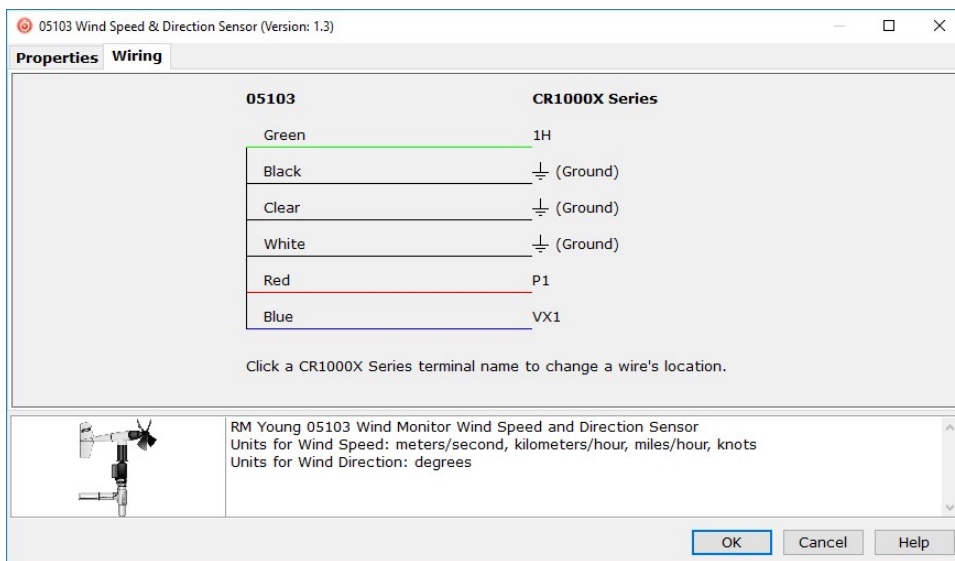 05103 Wind Speed & Direction Sensor (Version: 1.3)
Properties Wiring
05103 CR1000X Series
Green 1H
Black ⏚ (Ground)
Clear ⏚ (Ground)
White ⏚ (Ground)
Red P1
Blue VX1
Click a CR1000X Series terminal name to change a wire's location.
RM Young 05103 Wind Monitor Wind Speed and Direction Sensor
Units for Wind Speed: meters/second, kilometers/hour, miles/hour, knots
Units for Wind Direction: degrees
OK Cancel Help